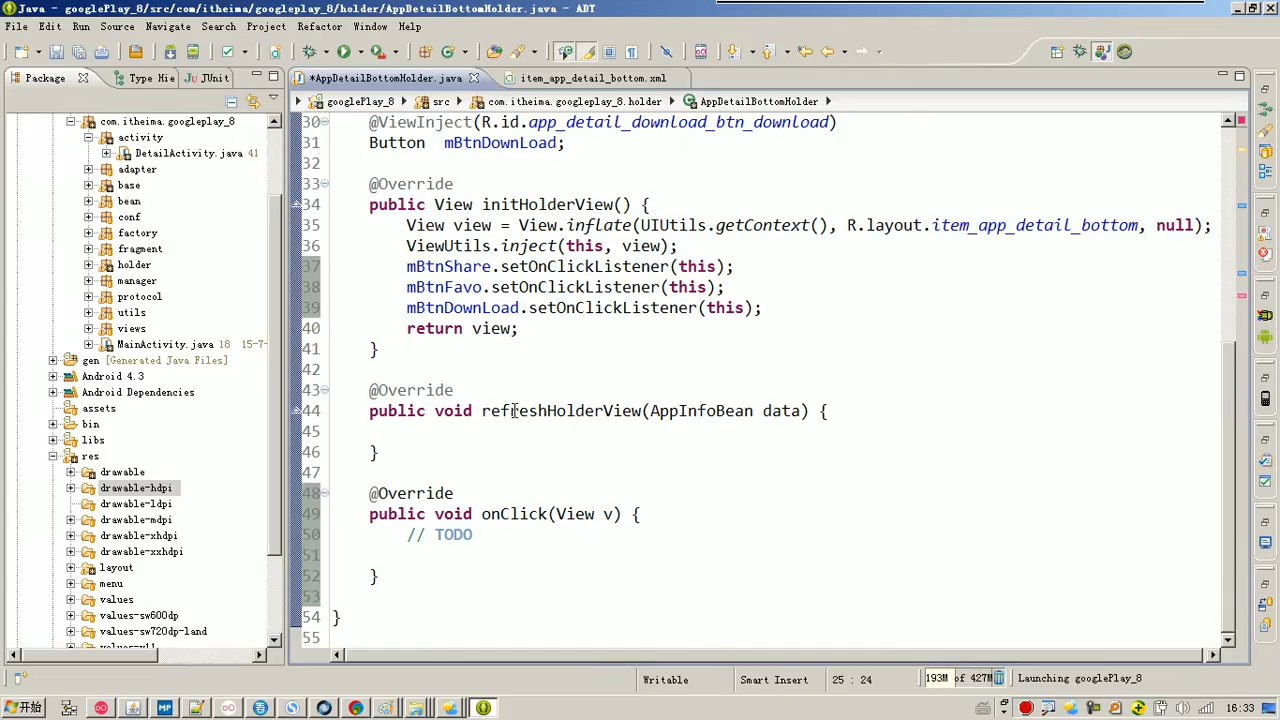 Java - googlePlay_8/src/com/itheima/googleplay_8/holder/AppDetailBottomHolder.java - ADT
File Edit Run Source Navigate Search Project Refactor Window Help
Package Type Hie JUnit
*AppDetailBottomHolder.java item_app_detail_bottom.xml
googlePlay_8 src com.itheima.googleplay_8.holder AppDetailBottomHolder
com.itheima.googleplay_8
activity
DetailActivity.java 41
adapter
base
bean
conf
factory
fragment
holder
manager
protocol
utils
views
MainActivity.java 18 15-7-
gen [Generated Java Files]
Android 4.3
Android Dependencies
assets
bin
libs
res
drawable
drawable-hdpi
drawable-ldpi
drawable-mdpi
drawable-xhdpi
drawable-xxhdpi
layout
menu
values
values-sw600dp
values-sw720dp-land
values-v11
30 @ViewInject(R.id.app_detail_download_btn_download)
31 Button mBtnDownLoad;
32
33 @Override
34 public View initHolderView() {
35 View view = View.inflate(UIUtils.getContext(), R.layout.item_app_detail_bottom, null);
36 ViewUtils.inject(this, view);
37 mBtnShare.setOnClickListener(this);
38 mBtnFavo.setOnClickListener(this);
39 mBtnDownLoad.setOnClickListener(this);
40 return view;
41 }
42
43 @Override
44 public void refreshHolderView(AppInfoBean data) {
45
46 }
47
48 @Override
49 public void onClick(View v) {
50 // TODO
51
52 }
53
54 }
55
Writable Smart Insert 25 : 24 193M of 427M Launching googlePlay_8
开始 16:33